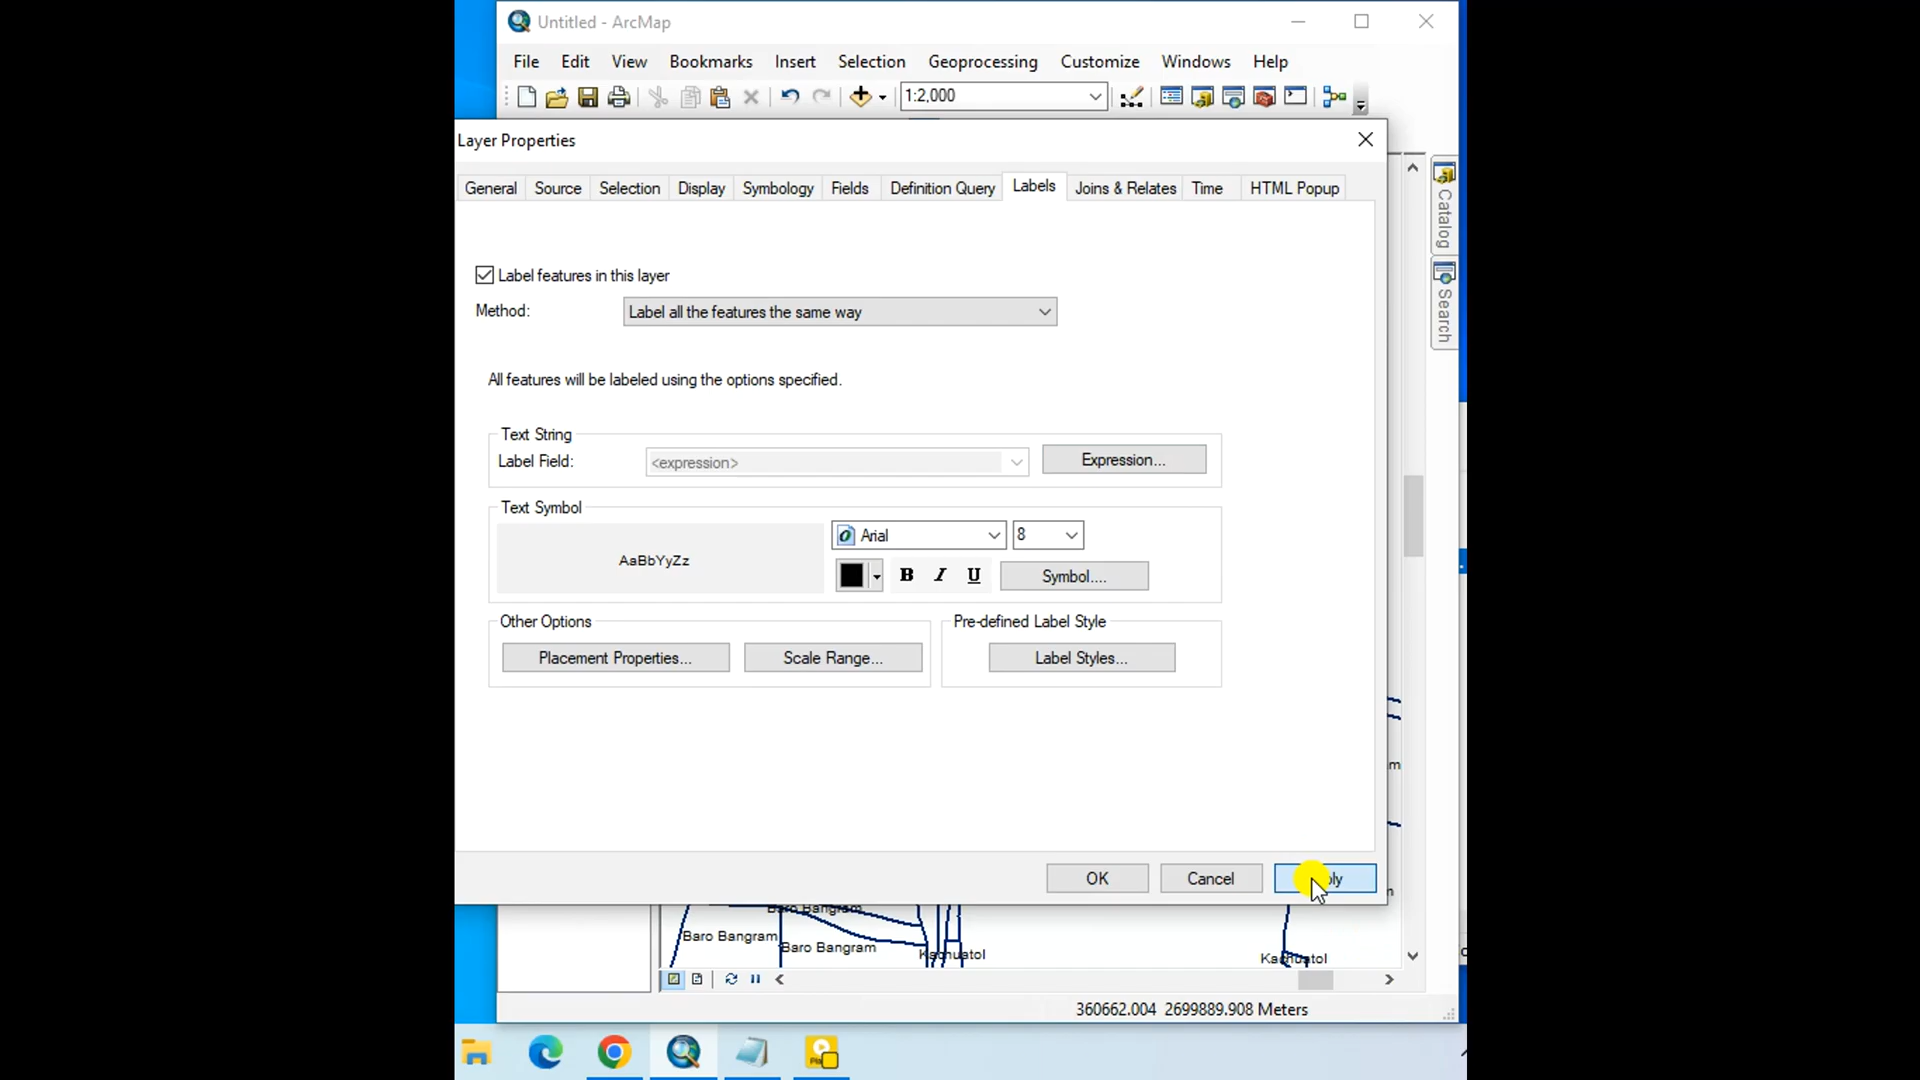 Untitled - ArcMap
File Edit View Bookmarks Insert Selection Geoprocessing Customize Windows Help
1:2,000
Layer Properties
General Source Selection Display Symbology Fields Definition Query Labels Joins & Relates Time HTML Popup
Catalog
Search
Label features in this layer
Method: Label all the features the same way
All features will be labeled using the options specified.
Text String
Label Field: <expression> Expression...
Text Symbol
AaBbYyZz
Arial 8
B I U Symbol....
Other Options
Placement Properties... Scale Range...
Pre-defined Label Style
Label Styles...
OK Cancel
Baro Bangram
Baro Bangram
Baro Bangram
Kachuatol
Kachuatol
360662.004 2699889.908 Meters